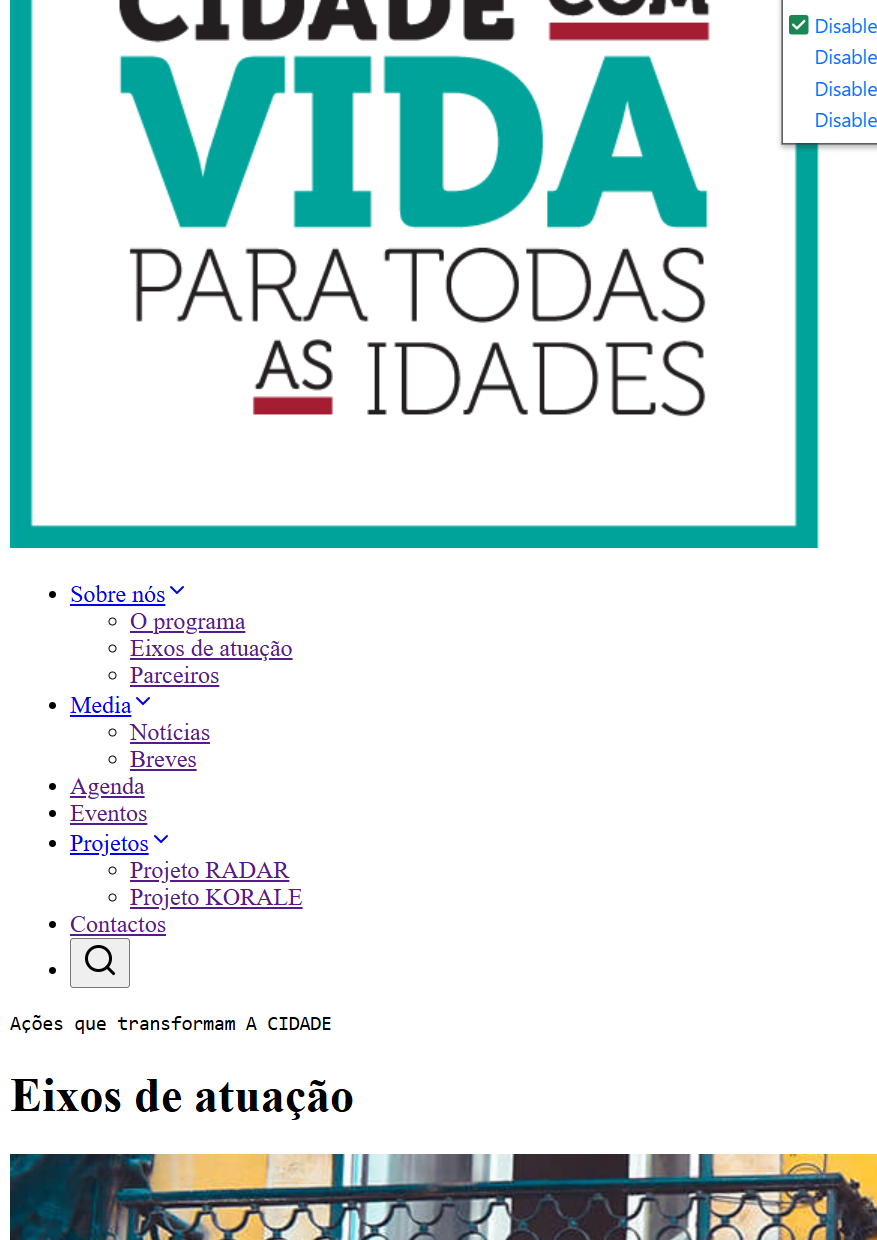 CIDADE COM
VIDA
PARA TODAS
AS IDADES
Disable
Disable
Disable
Disable
Sobre nós
O programa
Eixos de atuação
Parceiros
Media
Notícias
Breves
Agenda
Eventos
Projetos
Projeto RADAR
Projeto KORALE
Contactos
Ações que transformam A CIDADE
Eixos de atuação